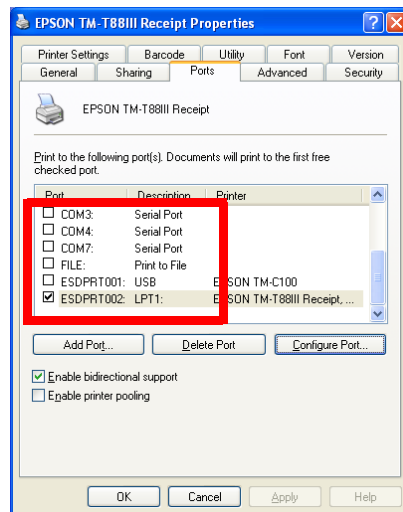 EPSON TM-T88III Receipt Properties
Printer Settings Barcode Utility Font Version
General Sharing Ports Advanced Security
EPSON TM-T88III Receipt
Print to the following port(s). Documents will print to the first free
checked port.
Port Description Printer
COM3: Serial Port
COM4: Serial Port
COM7: Serial Port
FILE: Print to File
ESDPRT001: USB EPSON TM-C100
ESDPRT002: LPT1: EPSON TM-T88III Receipt, ...
Add Port... Delete Port Configure Port...
Enable bidirectional support
Enable printer pooling
OK Cancel Apply Help